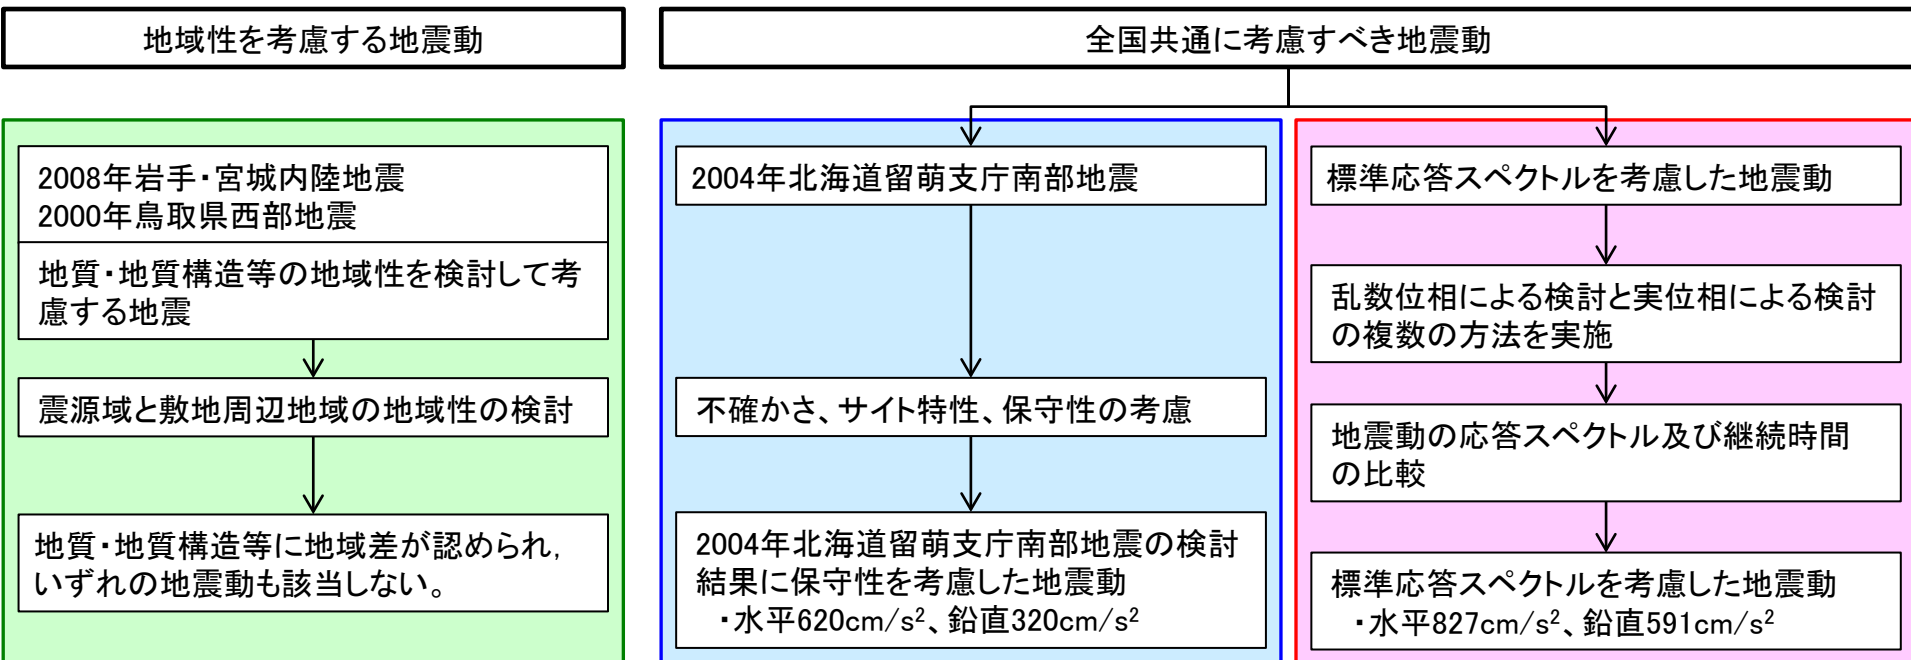 地域性を考慮する地震動
全国共通に考慮すべき地震動
2008年岩手・宮城内陸地震
2000年鳥取県西部地震
地質・地質構造等の地域性を検討して考
慮する地震
震源域と敷地周辺地域の地域性の検討
地質・地質構造等に地域差が認められ,
いずれの地震動も該当しない。
2004年北海道留萌支庁南部地震
不確かさ、サイト特性、保守性の考慮
2004年北海道留萌支庁南部地震の検討
結果に保守性を考慮した地震動
・水平620cm/s²、鉛直320cm/s²
標準応答スペクトルを考慮した地震動
乱数位相による検討と実位相による検討
の複数の方法を実施
地震動の応答スペクトル及び継続時間
の比較
標準応答スペクトルを考慮した地震動
・水平827cm/s²、鉛直591cm/s²